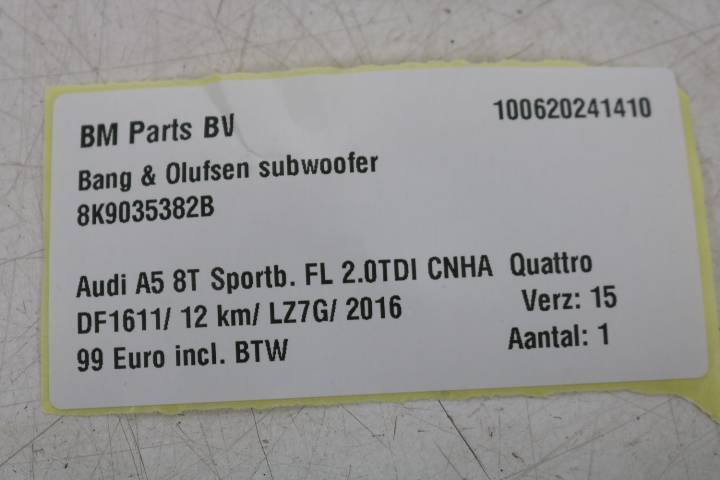 BM Parts BV 100620241410
Bang & Olufsen subwoofer
8K9035382B
Audi A5 8T Sportb. FL 2.0TDI CNHA Quattro
DF1611/ 12 km/ LZ7G/ 2016 Verz: 15
99 Euro incl. BTW Aantal: 1